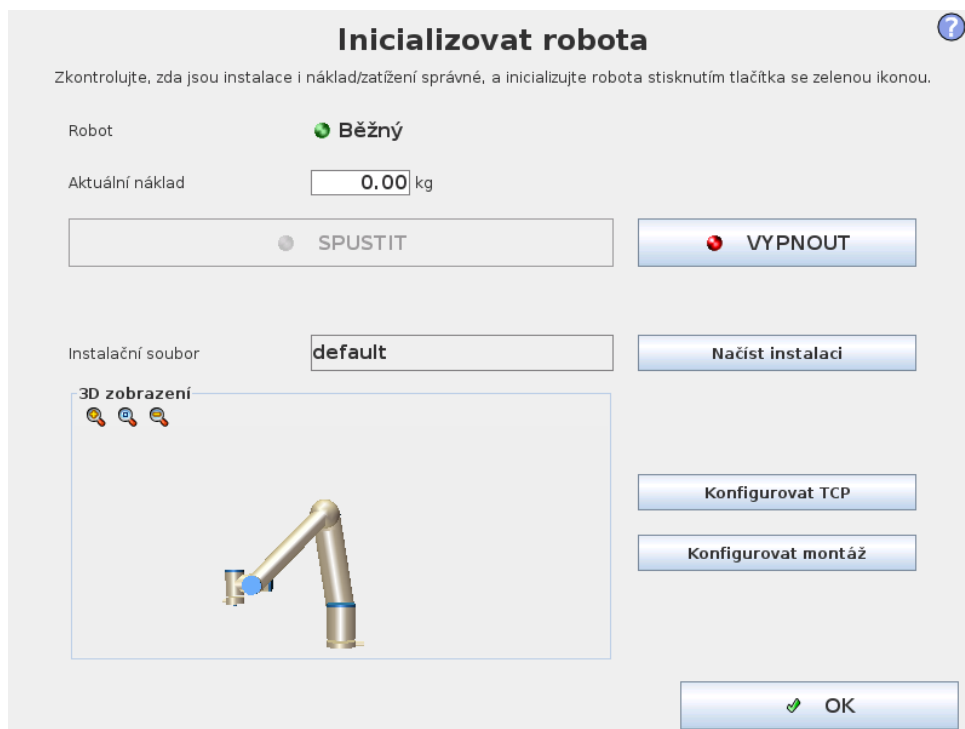 Inicializovat robota
?
Zkontrolujte, zda jsou instalace i náklad/zatížení správné, a inicializujte robota stisknutím tlačítka se zelenou ikonou.
Robot
Běžný
Aktuální náklad
0.00 kg
SPUSTIT
VYPNOUT
Instalační soubor
default
Načíst instalaci
3D zobrazení
Konfigurovat TCP
Konfigurovat montáž
OK